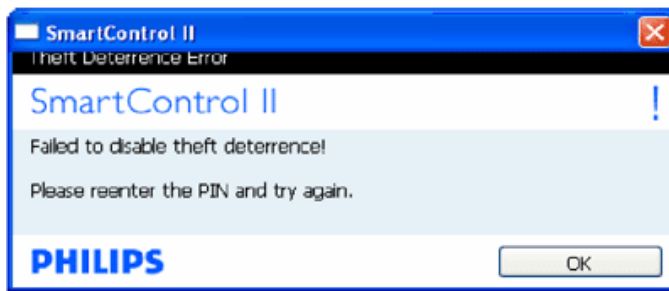 SmartControl II
Theft Deterrence Error
SmartControl II !
Failed to disable theft deterrence!
Please reenter the PIN and try again.
PHILIPS
OK